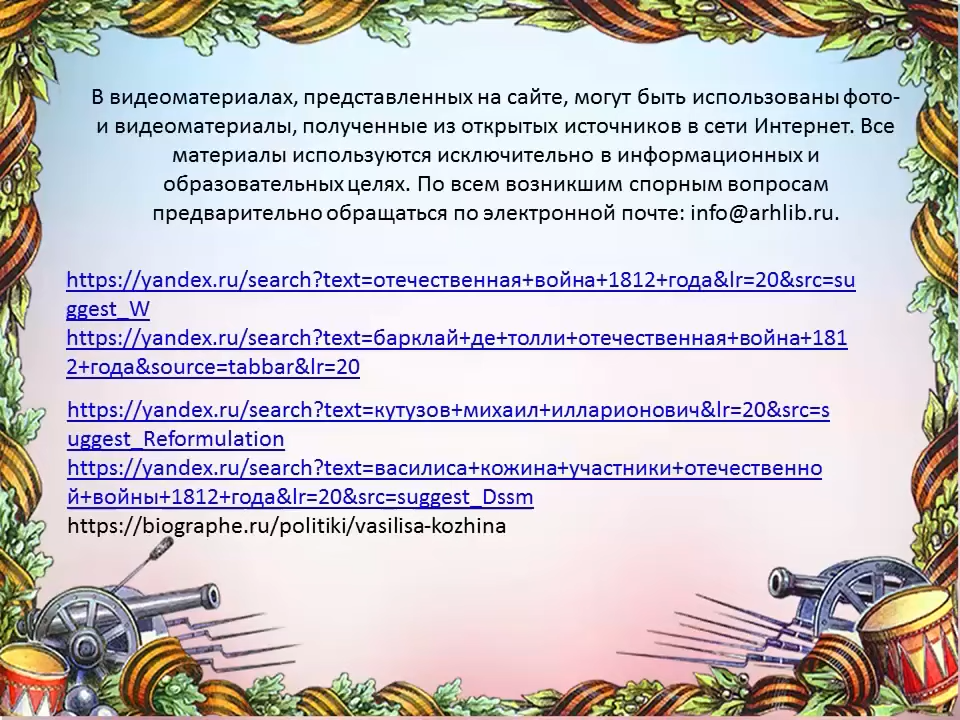 В видеоматериалах, представленных на сайте, могут быть использованы фото-
и видеоматериалы, полученные из открытых источников в сети Интернет. Все
материалы используются исключительно в информационных и
образовательных целях. По всем возникшим спорным вопросам
предварительно обращаться по электронной почте: info@arhlib.ru.
https://yandex.ru/search?text=отечественная+война+1812+года&lr=20&src=su
ggest_W
https://yandex.ru/search?text=барклай+де+толли+отечественная+война+181
2+года&source=tabbar&lr=20
https://yandex.ru/search?text=кутузов+михаил+илларионович&lr=20&src=s
uggest_Reformulation
https://yandex.ru/search?text=василиса+кожина+участники+отечественно
й+войны+1812+года&lr=20&src=suggest_Dssm
https://biographe.ru/politiki/vasilisa-kozhina